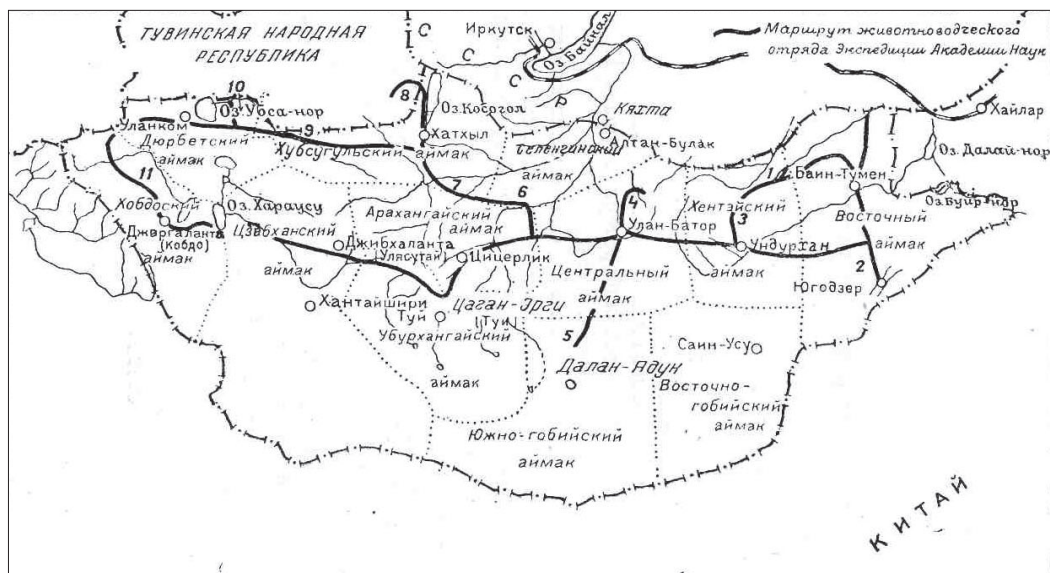 ТУВИНСКАЯ НАРОДНАЯ
РЕСПУБЛИКА
Иркутск
Оз. Байкал
Маршрут животноводческого
отряда Экспедиции Академии Наук
С
С
С
Р
10
Оз. Убса-нор
8
Оз. Косогол
Кяхта
Хайлар
Уланком
9
Хатхыл
Алтан-Булак
Дюрбетский
аймак
Хубсугульский
аймак
Селенгинский
аймак
Оз. Далай-нор
11
7
6
4
1
Баин-Тумен
Оз. Буир-нор
Хобдоский
Оз. Хараусу
Арахангайский
аймак
Хентэйский
3
Восточный
аймак
Джаргаланта
(Кобдо)
аймак
Цзабханский
аймак
Джибхаланта
(Улясутай)
Цицерлик
Улан-Батор
Ундурхан
аймак
2
Центральный
аймак
Югодзер
Хантайшири
Цаган-Эрги
Туи
(Туи)
Убурхангайский
аймак
5
Саин-Усу
Далан-Ядун
Восточно-
гобийский
аймак
Южно-гобийский
аймак
КИТАЙ